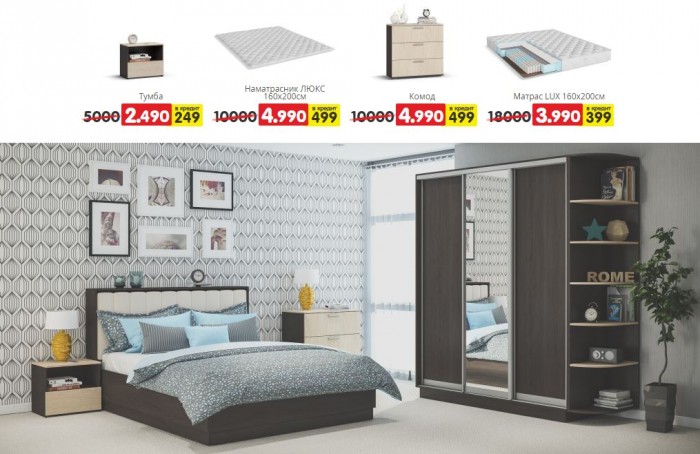 Тумба
5000 2.490 в кредит 249
Наматрасник ЛЮКС
160х200см
10000 4.990 в кредит 499
Комод
10000 4.990 в кредит 499
Матрас LUX 160х200см
18000 3.990 в кредит 399
ROME